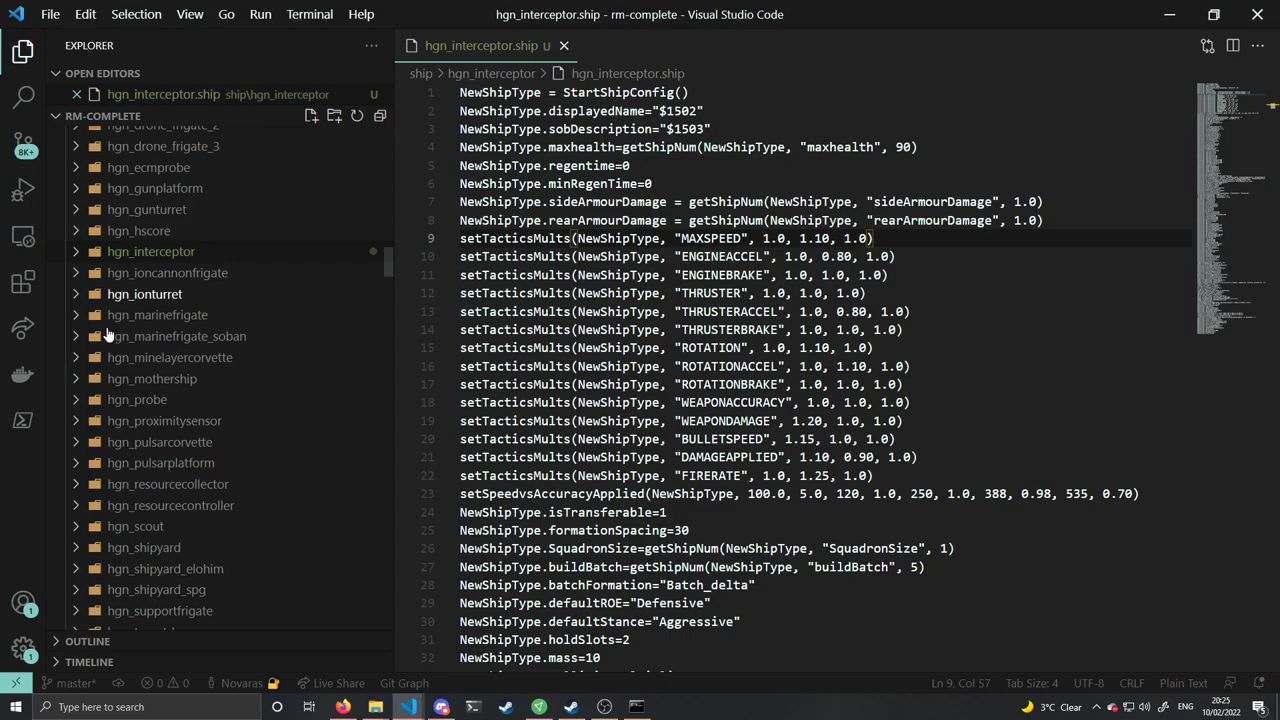 File Edit Selection View Go Run Terminal Help
hgn_interceptor.ship - rm-complete - Visual Studio Code
EXPLORER
OPEN EDITORS
hgn_interceptor.ship ship\hgn_interceptor U
RM-COMPLETE
hgn_drone_frigate_2
hgn_drone_frigate_3
hgn_ecmprobe
hgn_gunplatform
hgn_gunturret
hgn_hscore
hgn_interceptor
hgn_ioncannonfrigate
hgn_ionturret
hgn_marinefrigate
hgn_marinefrigate_soban
hgn_minelayercorvette
hgn_mothership
hgn_probe
hgn_proximitysensor
hgn_pulsarcorvette
hgn_pulsarplatform
hgn_resourcecollector
hgn_resourcecontroller
hgn_scout
hgn_shipyard
hgn_shipyard_elohim
hgn_shipyard_spg
hgn_supportfrigate
OUTLINE
TIMELINE
8K+
1
1
hgn_interceptor.ship U
ship > hgn_interceptor > hgn_interceptor.ship
1 NewShipType = StartShipConfig()
2 NewShipType.displayedName="$1502"
3 NewShipType.sobDescription="$1503"
4 NewShipType.maxhealth=getShipNum(NewShipType, "maxhealth", 90)
5 NewShipType.regentime=0
6 NewShipType.minRegenTime=0
7 NewShipType.sideArmourDamage = getShipNum(NewShipType, "sideArmourDamage", 1.0)
8 NewShipType.rearArmourDamage = getShipNum(NewShipType, "rearArmourDamage", 1.0)
9 setTacticsMults(NewShipType, "MAXSPEED", 1.0, 1.10, 1.0)
10 setTacticsMults(NewShipType, "ENGINEACCEL", 1.0, 0.80, 1.0)
11 setTacticsMults(NewShipType, "ENGINEBRAKE", 1.0, 1.0, 1.0)
12 setTacticsMults(NewShipType, "THRUSTER", 1.0, 1.0, 1.0)
13 setTacticsMults(NewShipType, "THRUSTERACCEL", 1.0, 0.80, 1.0)
14 setTacticsMults(NewShipType, "THRUSTERBRAKE", 1.0, 1.0, 1.0)
15 setTacticsMults(NewShipType, "ROTATION", 1.0, 1.10, 1.0)
16 setTacticsMults(NewShipType, "ROTATIONACCEL", 1.0, 1.10, 1.0)
17 setTacticsMults(NewShipType, "ROTATIONBRAKE", 1.0, 1.0, 1.0)
18 setTacticsMults(NewShipType, "WEAPONACCURACY", 1.0, 1.0, 1.0)
19 setTacticsMults(NewShipType, "WEAPONDAMAGE", 1.20, 1.0, 1.0)
20 setTacticsMults(NewShipType, "BULLETSPEED", 1.15, 1.0, 1.0)
21 setTacticsMults(NewShipType, "DAMAGEAPPLIED", 1.10, 0.90, 1.0)
22 setTacticsMults(NewShipType, "FIRERATE", 1.0, 1.25, 1.0)
23 setSpeedvsAccuracyApplied(NewShipType, 100.0, 5.0, 120, 1.0, 250, 1.0, 388, 0.98, 535, 0.70)
24 NewShipType.isTransferable=1
25 NewShipType.formationSpacing=30
26 NewShipType.SquadronSize=getShipNum(NewShipType, "SquadronSize", 1)
27 NewShipType.buildBatch=getShipNum(NewShipType, "buildBatch", 5)
28 NewShipType.batchFormation="Batch_delta"
29 NewShipType.defaultROE="Defensive"
30 NewShipType.defaultStance="Aggressive"
31 NewShipType.holdSlots=2
32 NewShipType.mass=10
master* 0 0 Novaras Live Share Git Graph
Ln 9, Col 57 Tab Size: 4 UTF-8 CRLF Plain Text
Type here to search
3°C Clear ENG 20:25
10/02/2022
5